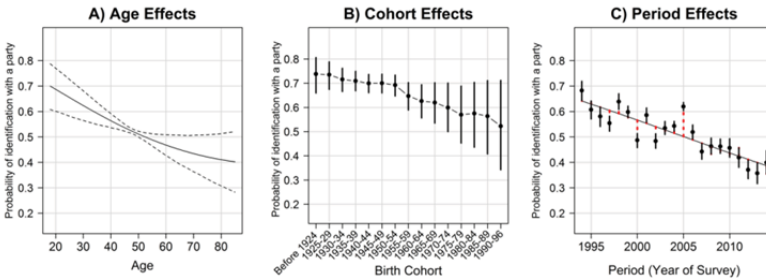 A) Age Effects
Probability of identification with a party
0.8
0.7
0.6
0.5
0.4
0.3
0.2
20 30 40 50 60 70 80
Age
B) Cohort Effects
Probability of identification with a party
0.8
0.7
0.6
0.5
0.4
0.3
0.2
Before 1924
1925-29
1930-34
1935-39
1940-44
1945-49
1950-54
1955-59
1960-64
1965-69
1970-74
1975-79
1980-84
1985-89
1990-96
Birth Cohort
C) Period Effects
Probability of identification with a party
0.8
0.7
0.6
0.5
0.4
0.3
0.2
1995 2000 2005 2010
Period (Year of Survey)